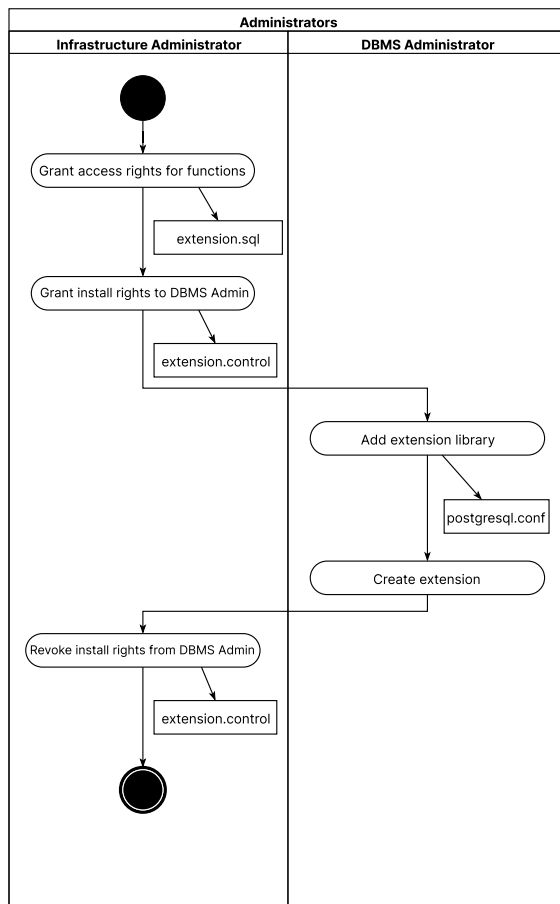 Administrators
Infrastructure Administrator
DBMS Administrator
Grant access rights for functions
extension.sql
Grant install rights to DBMS Admin
extension.control
Add extension library
postgresql.conf
Create extension
Revoke install rights from DBMS Admin
extension.control